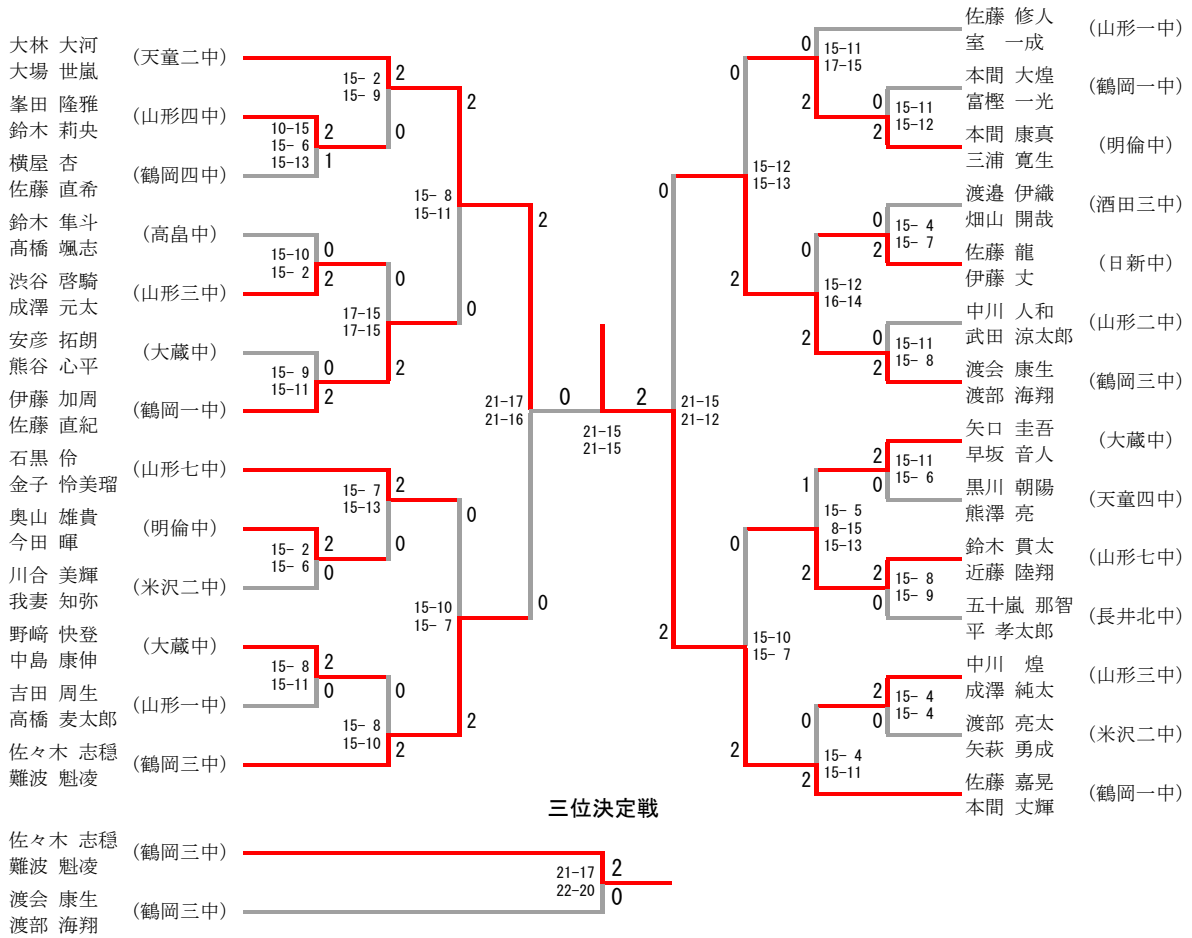 大林 大河
大場 世嵐
(天童二中)
峯田 隆雅
鈴木 莉央
(山形四中)
横屋 杏
佐藤 直希
(鶴岡四中)
鈴木 隼斗
髙橋 颯志
(高畠中)
渋谷 啓騎
成澤 元太
(山形三中)
安彦 拓朗
熊谷 心平
(大蔵中)
伊藤 加周
佐藤 直紀
(鶴岡一中)
石黒 伶
金子 怜美瑠
(山形七中)
奥山 雄貴
今田 暉
(明倫中)
川合 美輝
我妻 知弥
(米沢二中)
野﨑 快登
中島 康伸
(大蔵中)
吉田 周生
高橋 麦太郎
(山形一中)
佐々木 志穏
難波 魁凌
(鶴岡三中)
10-15
15- 6
15-13
2
1
15-10
15- 2
0
2
15- 9
15-11
0
2
15- 2
15- 6
2
0
15- 8
15-11
2
0
15- 2
15- 9
2
0
17-15
17-15
0
2
15- 7
15-13
2
0
15- 8
15-10
0
2
15- 8
15-11
2
0
15-10
15- 7
0
2
21-17
21-16
2
0
0
2
21-15
21-15
21-15
21-12
0
2
15-12
15-13
0
2
15-10
15- 7
0
2
15-11
17-15
0
2
15-12
16-14
0
2
15- 5
8-15
15-13
1
2
15- 4
15-11
0
2
15-11
15-12
0
2
15- 4
15- 7
0
2
15-11
15- 8
0
2
15-11
15- 6
2
0
15- 8
15- 9
2
0
15- 4
15- 4
2
0
佐藤 修人
室 一成
(山形一中)
本間 大煌
富樫 一光
(鶴岡一中)
本間 康真
三浦 寛生
(明倫中)
渡邉 伊織
畑山 開哉
(酒田三中)
佐藤 龍
伊藤 丈
(日新中)
中川 人和
武田 涼太郎
(山形二中)
渡会 康生
渡部 海翔
(鶴岡三中)
矢口 圭吾
早坂 音人
(大蔵中)
黒川 朝陽
熊澤 亮
(天童四中)
鈴木 貫太
近藤 陸翔
(山形七中)
五十嵐 那智
平 孝太郎
(長井北中)
中川 煌
成澤 純太
(山形三中)
渡部 亮太
矢萩 勇成
(米沢二中)
佐藤 嘉晃
本間 丈輝
(鶴岡一中)
三位決定戦
佐々木 志穏
難波 魁凌
(鶴岡三中)
渡会 康生
渡部 海翔
(鶴岡三中)
21-17
22-20
2
0